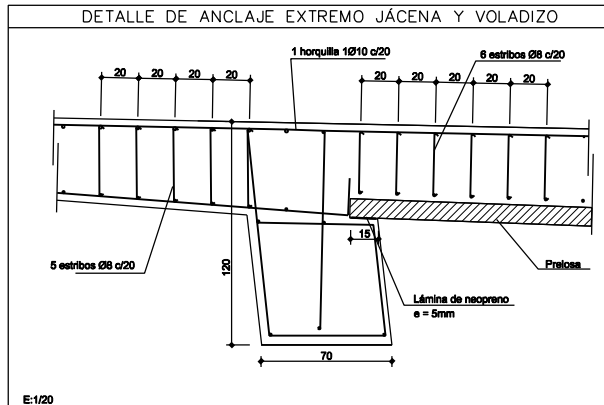 DETALLE DE ANCLAJE EXTREMO JÁCENA Y VOLADIZO
1 horquilla 1Ø10 c/20
6 estribos Ø8 c/20
20 20 20 20
20 20 20 20 20
15
5 estribos Ø8 c/20
120
Prelosa
Lámina de neopreno
e = 5mm
70
E:1/20